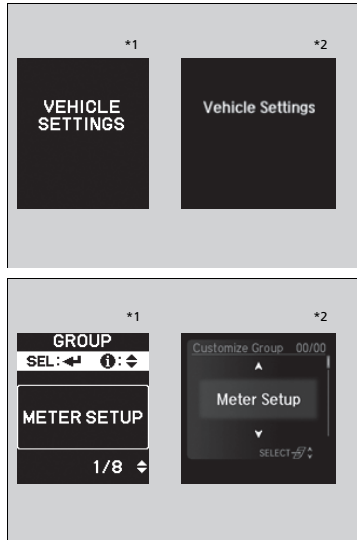 *1
*2
VEHICLE
SETTINGS
Vehicle Settings
*1
*2
GROUP
SEL: i:
METER SETUP
1/8
Customize Group 00/00
Meter Setup
SELECT